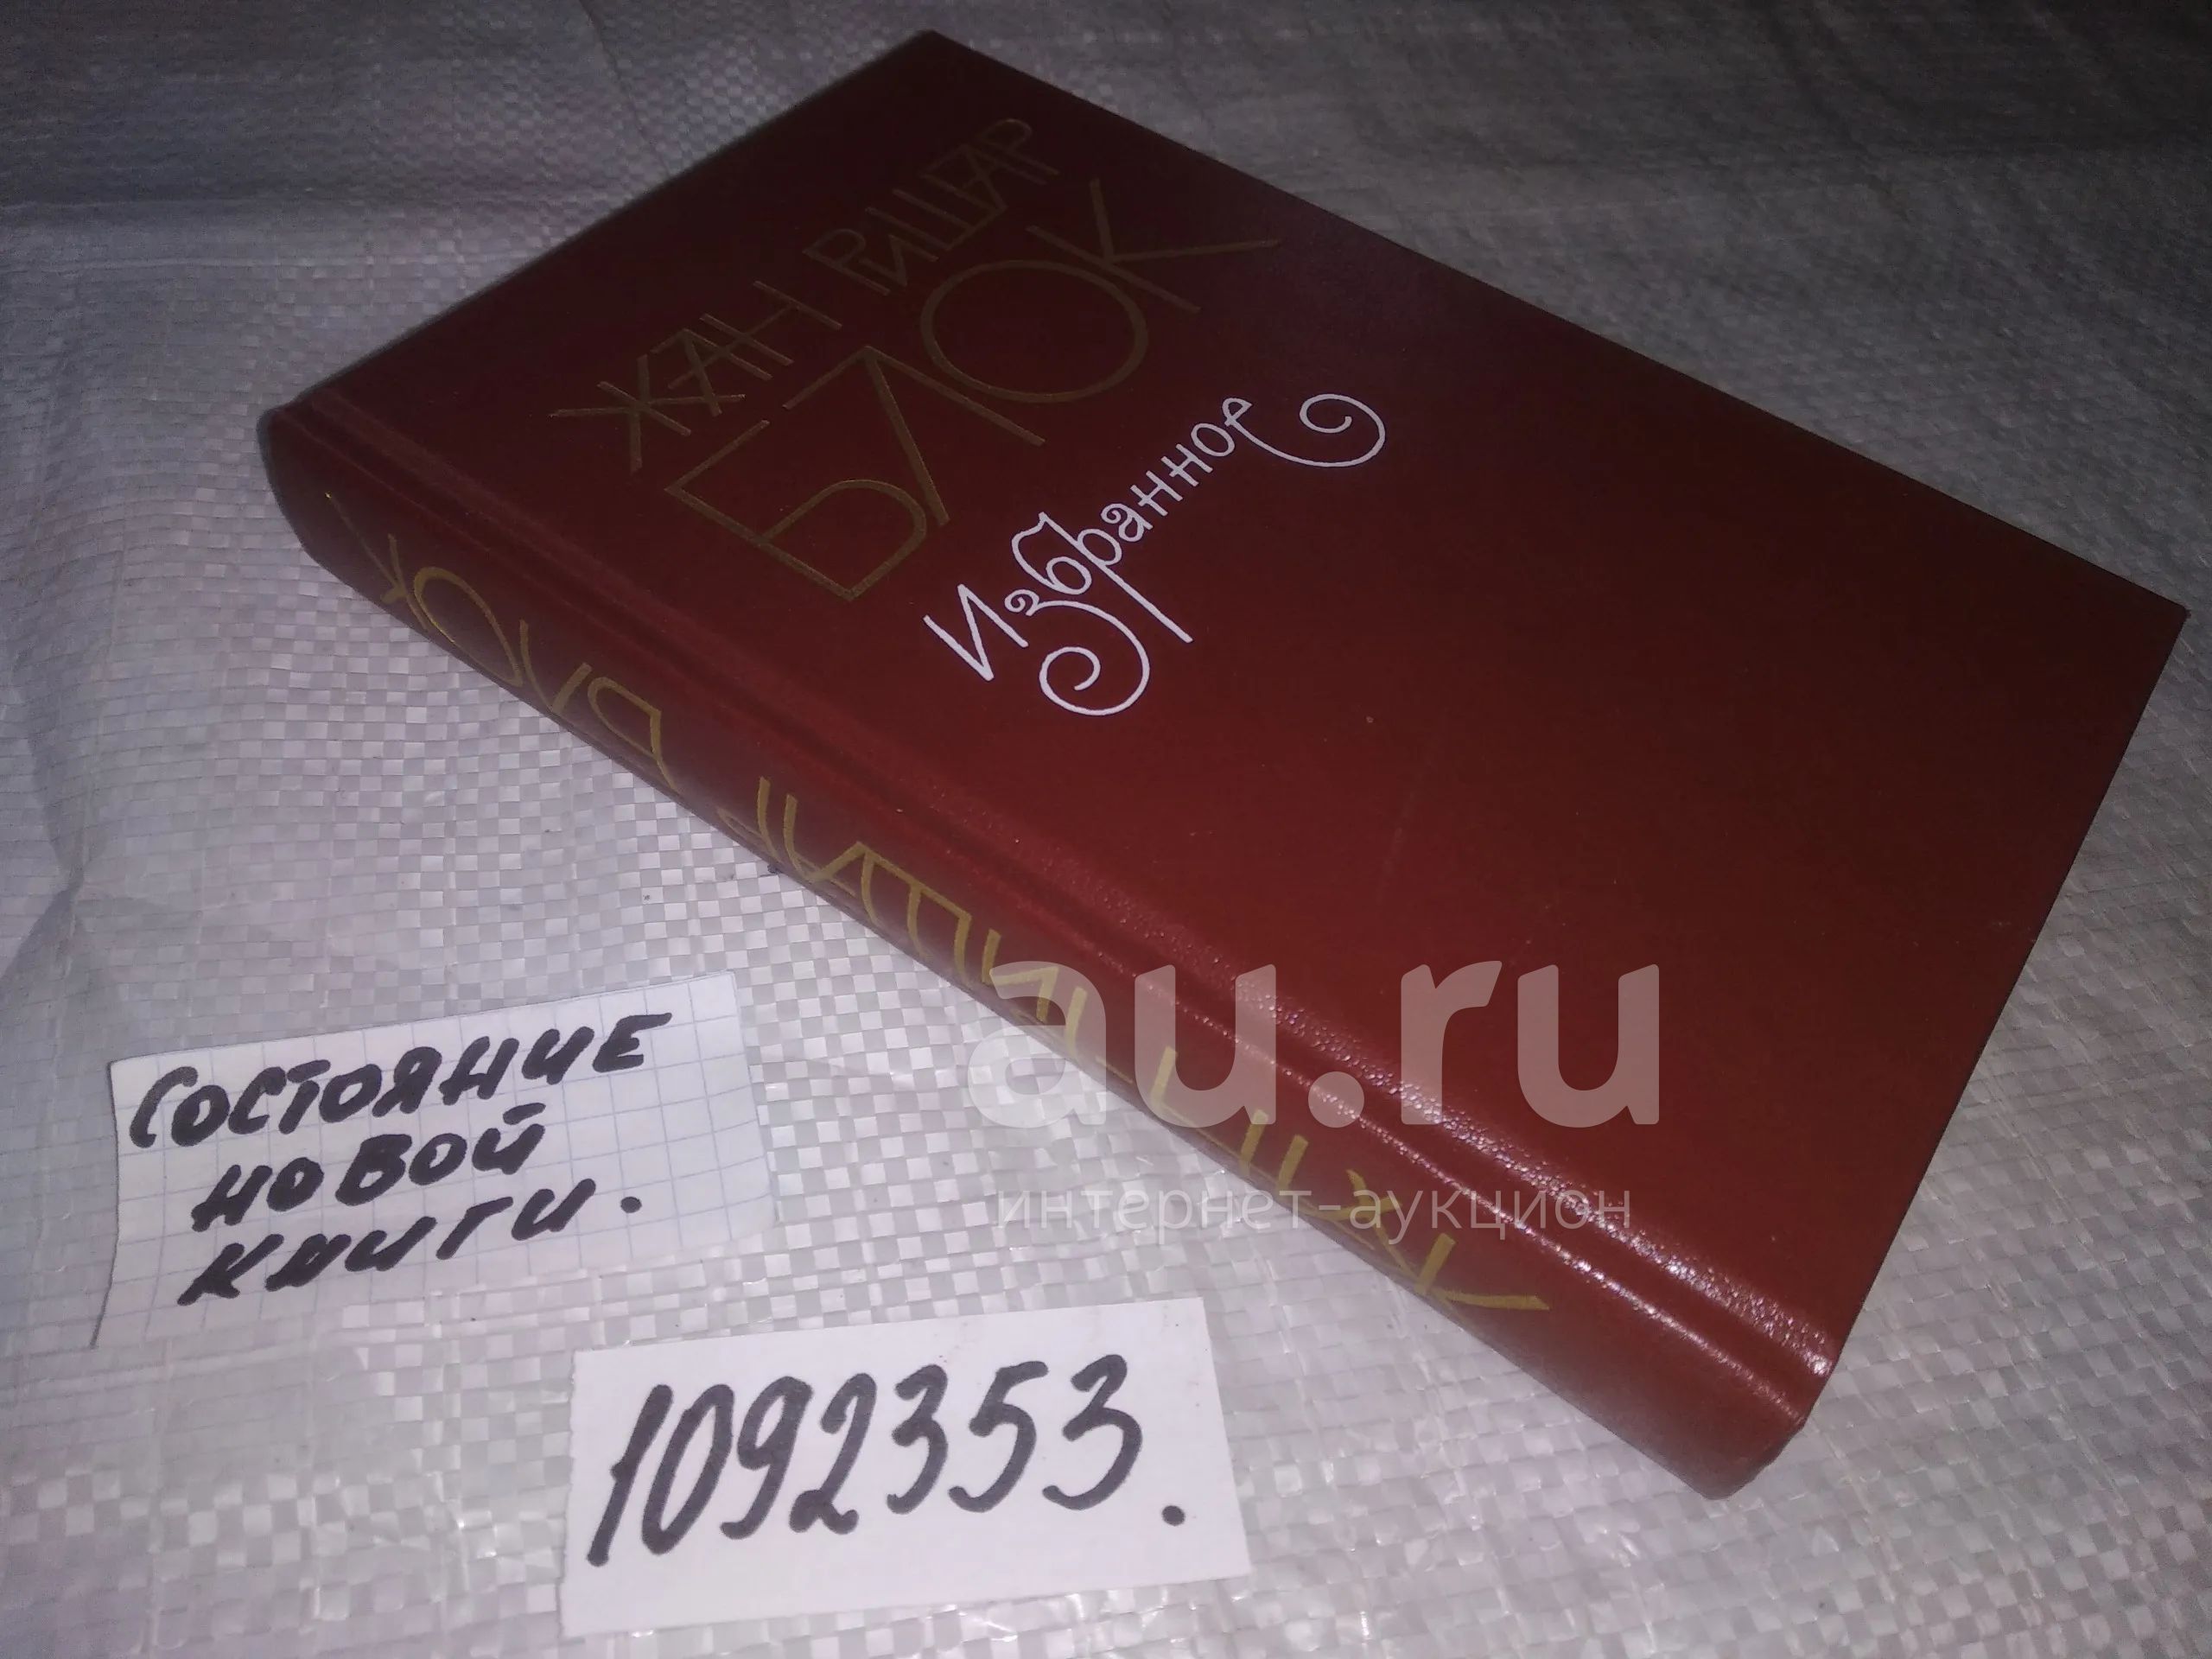 ЖАН РИШАР
БЛОК
Избранное
ЖАН-РИШАР БЛОК
au.ru
интернет-аукцион
СОСТОЯНИЕ
НОВОЙ
КНИГИ.
1092353.